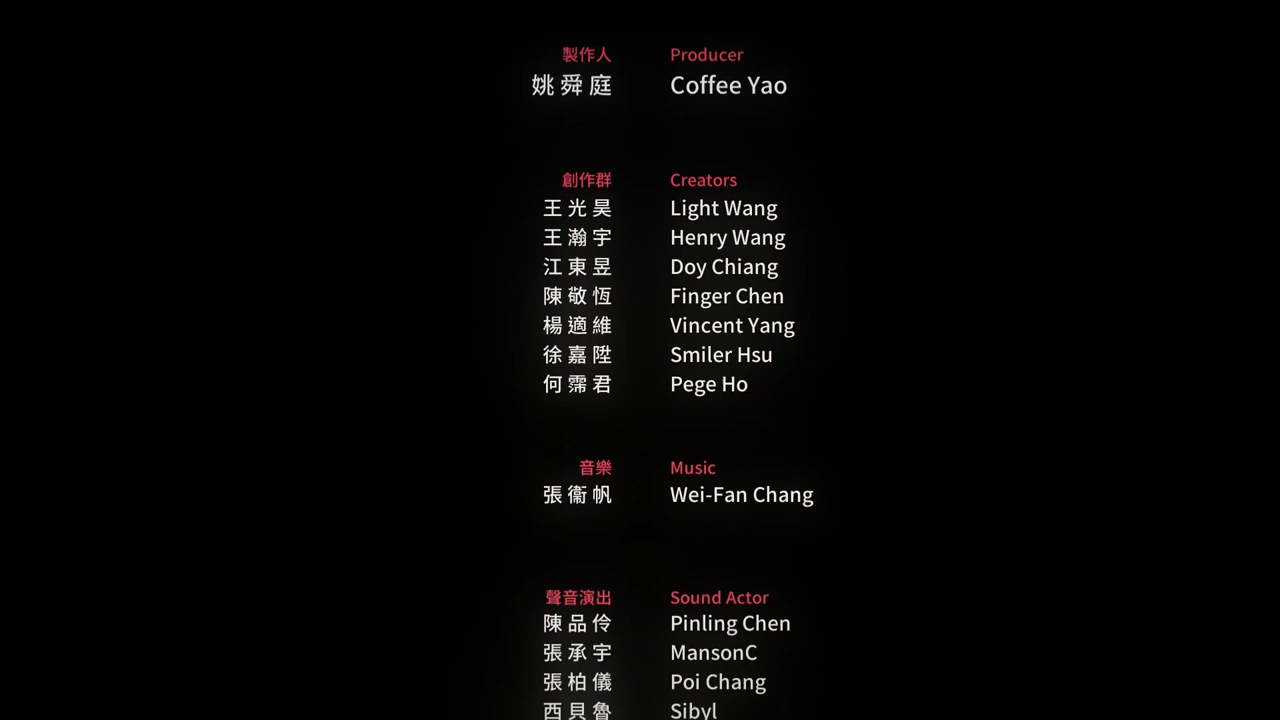 製作人 Producer
姚舜庭 Coffee Yao
創作群 Creators
王光昊 Light Wang
王瀚宇 Henry Wang
江東昱 Doy Chiang
陳敬恆 Finger Chen
楊適維 Vincent Yang
徐嘉陞 Smiler Hsu
何霈君 Pege Ho
音樂 Music
張衞帆 Wei-Fan Chang
聲音演出 Sound Actor
陳品伶 Pinling Chen
張承宇 MansonC
張柏儀 Poi Chang
西貝魯 Sibyl